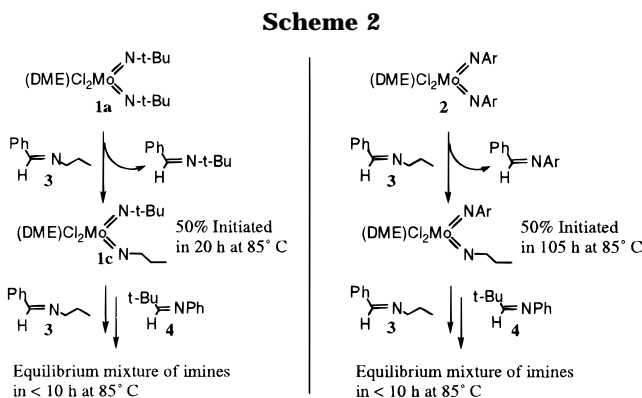 Scheme 2
N-t-Bu
(DME)Cl2Mo
N-t-Bu
1a
Ph
N
H
3
Ph
N-t-Bu
H
N-t-Bu
(DME)Cl2Mo
N
1c
50% Initiated
in 20 h at 85° C
Ph
N
H
3
t-Bu
NPh
H
4
Equilibrium mixture of imines
in < 10 h at 85° C
NAr
(DME)Cl2Mo
NAr
2
Ph
N
H
3
Ph
NAr
H
NAr
(DME)Cl2Mo
N
50% Initiated
in 105 h at 85° C
Ph
N
H
3
t-Bu
NPh
H
4
Equilibrium mixture of imines
in < 10 h at 85° C